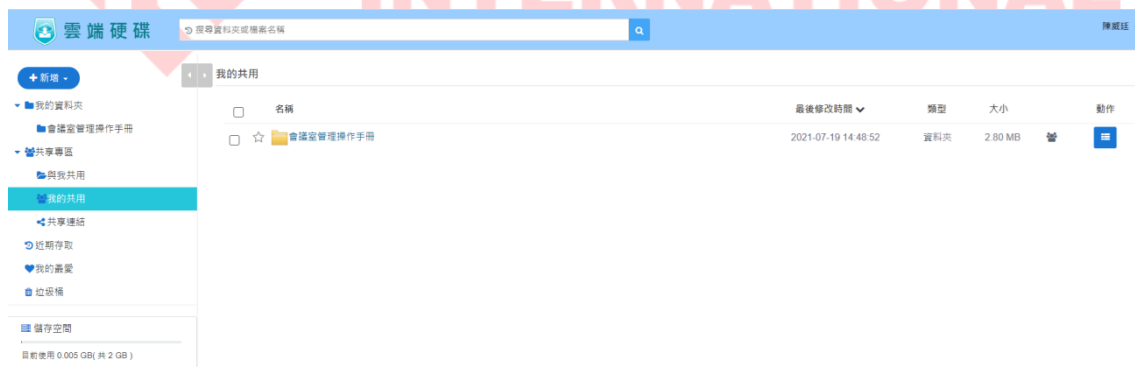 INTERNATIONAL
雲端硬碟
搜尋資料夾或檔案名稱
陳威廷
新增
我的共用
我的資料夾
名稱 最後修改時間 類型 大小 動作
會議室管理操作手冊
會議室管理操作手冊 2021-07-19 14:48:52 資料夾 2.80 MB
共享專區
與我共用
我的共用
共享連結
近期存取
我的最愛
垃圾桶
儲存空間
目前使用 0.005 GB( 共 2 GB )